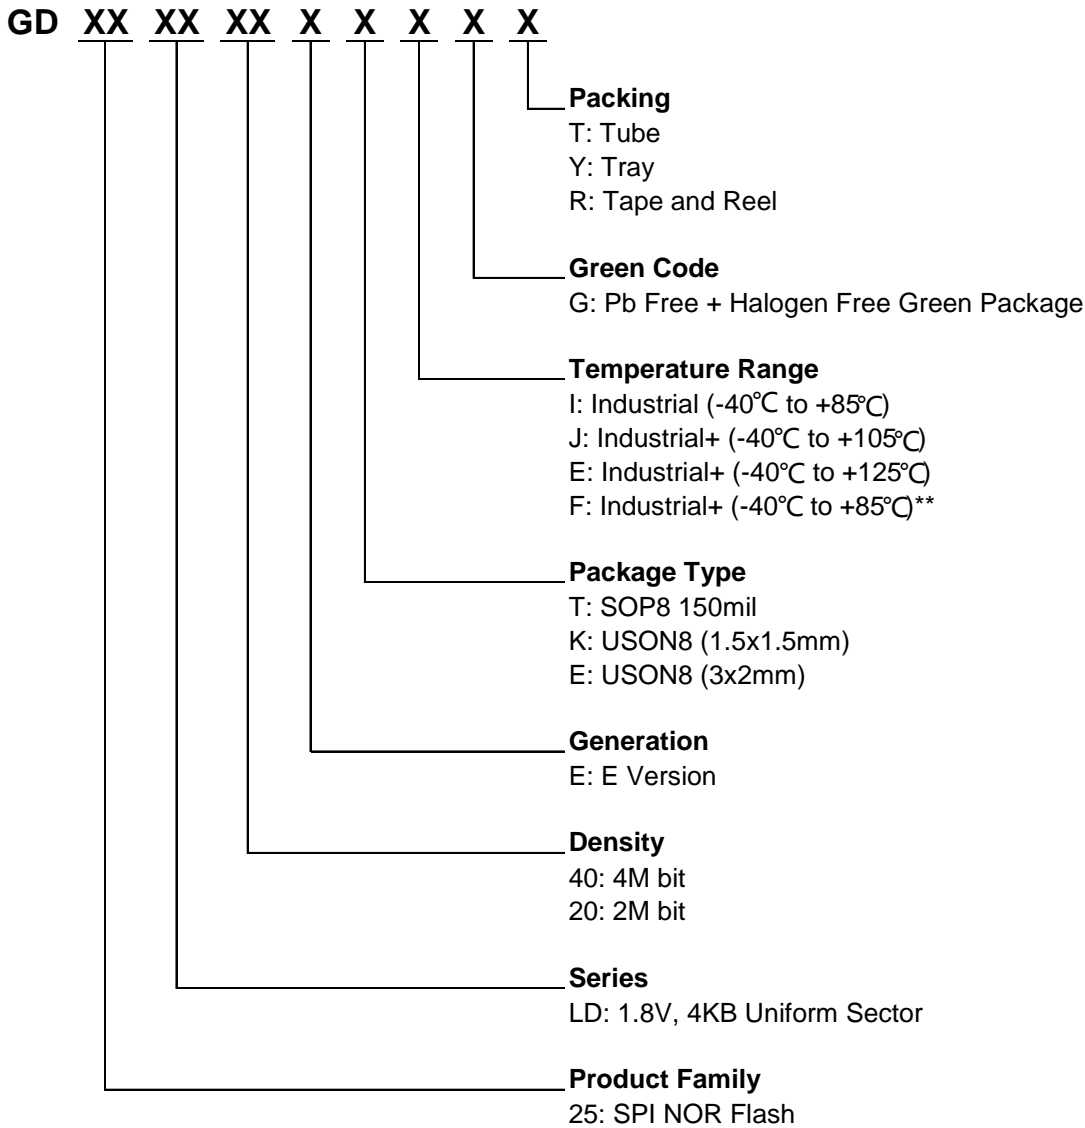 GD XX XX XX X X X X X
Packing
T: Tube
Y: Tray
R: Tape and Reel
Green Code
G: Pb Free + Halogen Free Green Package
Temperature Range
I: Industrial (-40℃ to +85℃)
J: Industrial+ (-40℃ to +105℃)
E: Industrial+ (-40℃ to +125℃)
F: Industrial+ (-40℃ to +85℃)**
Package Type
T: SOP8 150mil
K: USON8 (1.5x1.5mm)
E: USON8 (3x2mm)
Generation
E: E Version
Density
40: 4M bit
20: 2M bit
Series
LD: 1.8V, 4KB Uniform Sector
Product Family
25: SPI NOR Flash